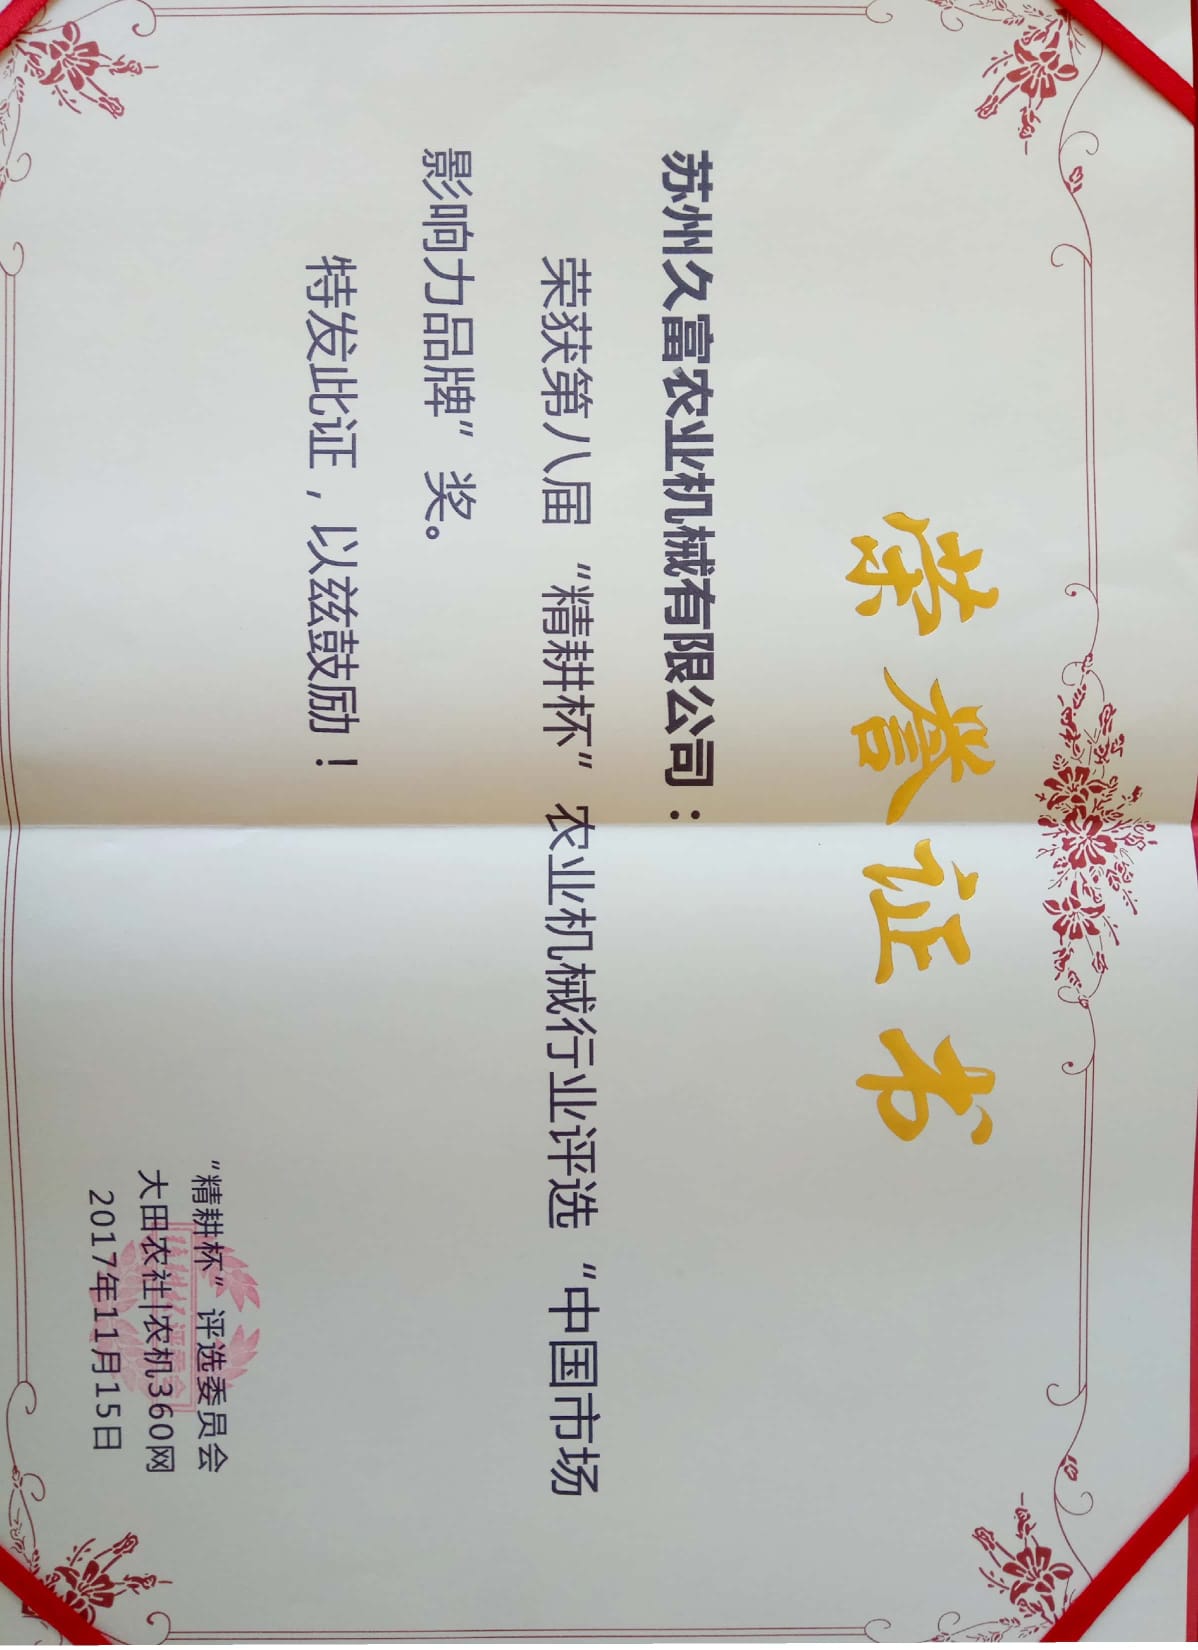 荣誉证书
苏州久富农业机械有限公司：
荣获第八届“精耕杯”农业机械行业评选“中国市场
影响力品牌”奖。
特发此证，以兹鼓励！
“精耕杯”评选委员会
大田农社|农机360网
2017年11月15日